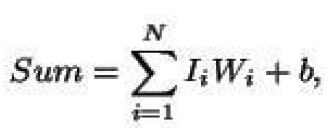 Sum = \sum_{i=1}^{N} I_i W_i + b,